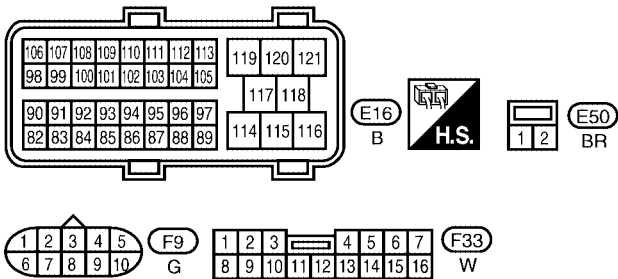 106 107 108 109 110 111 112 113
98 99 100 101 102 103 104 105
119 120 121
117 118
90 91 92 93 94 95 96 97
82 83 84 85 86 87 88 89
114 115 116
E16
B
H.S.
1 2
E50
BR
1 2 3 4 5
6 7 8 9 10
F9
G
1 2 3 4 5 6 7
8 9 10 11 12 13 14 15 16
F33
W